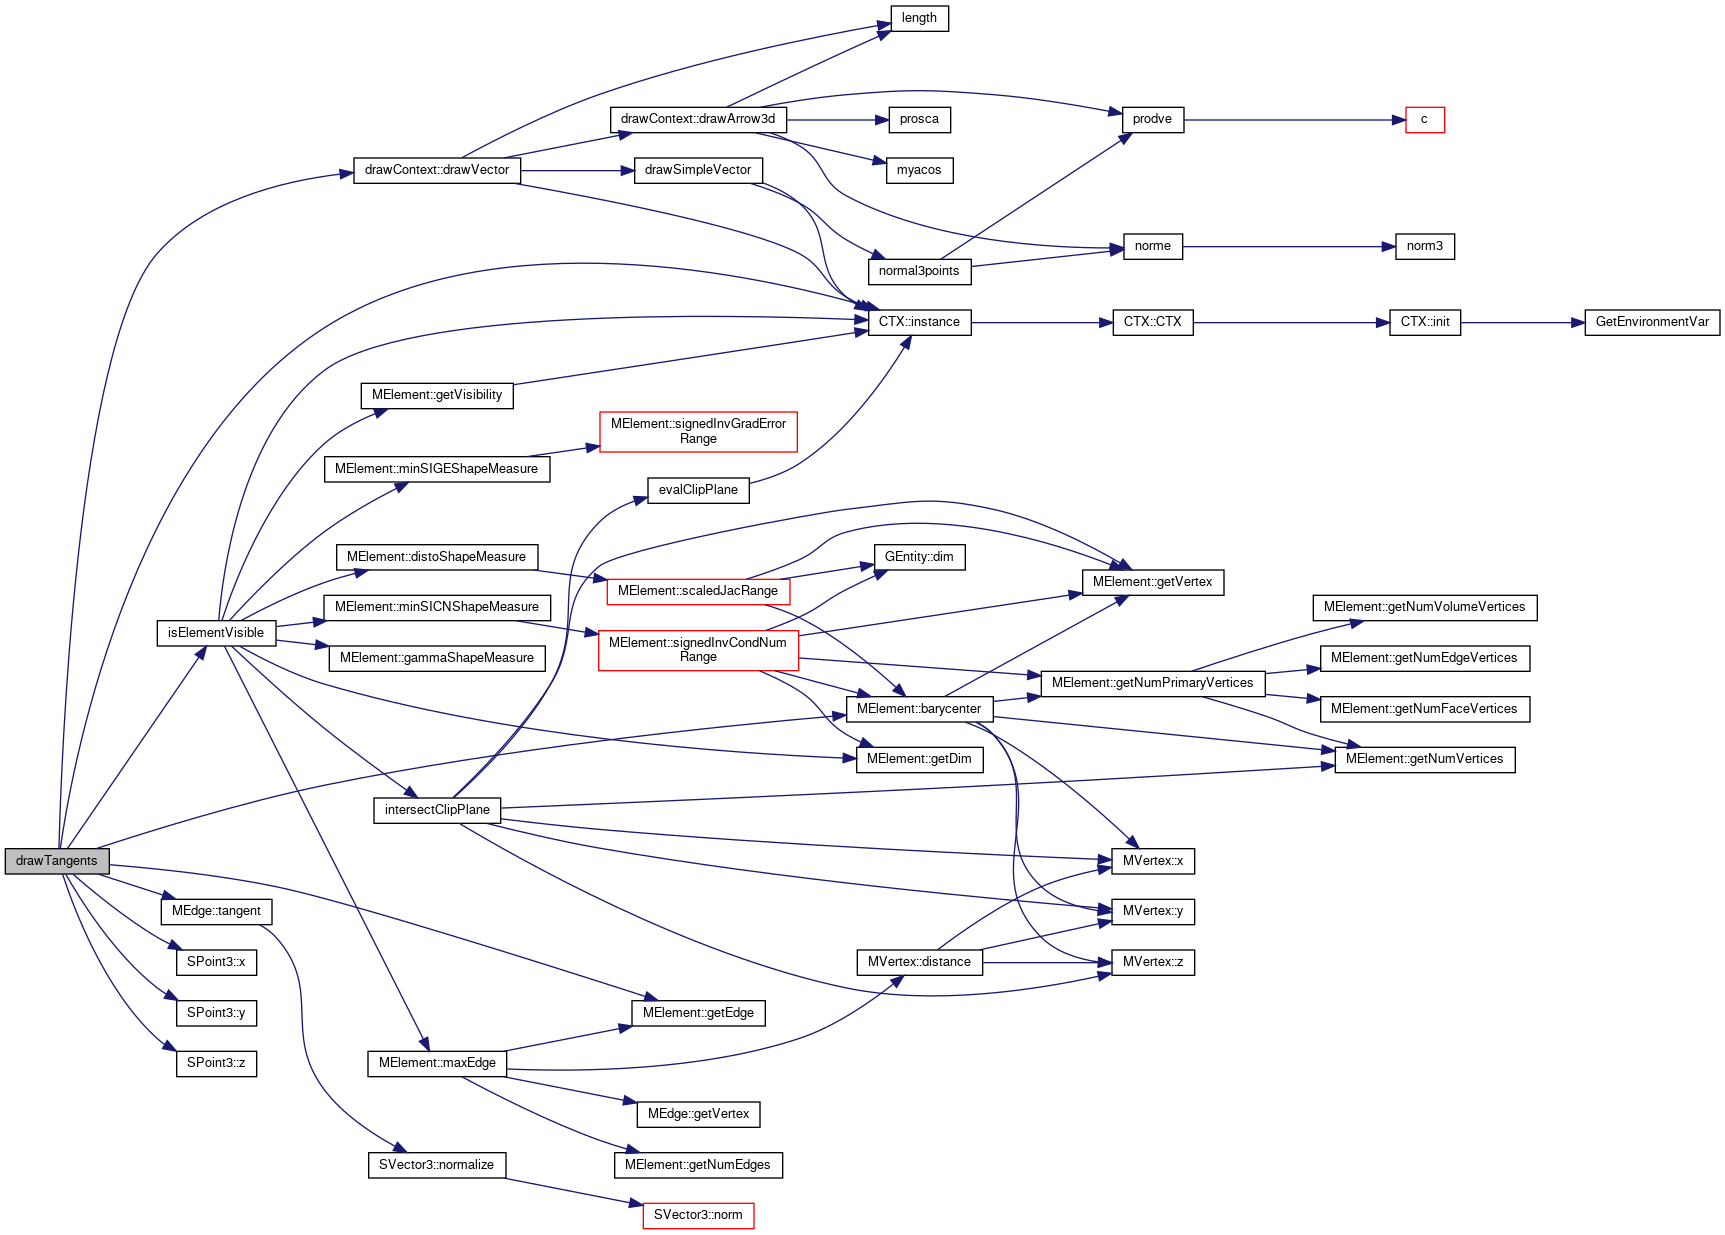 length
drawContext::drawArrow3d
prodve
prosca
c
drawContext::drawVector
drawSimpleVector
myacos
norme
norm3
normal3points
CTX::instance
CTX::CTX
CTX::init
GetEnvironmentVar
MElement::getVisibility
MElement::signedInvGradError
Range
MElement::minSIGEShapeMeasure
evalClipPlane
MElement::distoShapeMeasure
GEntity::dim
MElement::scaledJacRange
MElement::getVertex
MElement::minSICNShapeMeasure
MElement::getNumVolumeVertices
isElementVisible
MElement::signedInvCondNum
Range
MElement::gammaShapeMeasure
MElement::getNumEdgeVertices
MElement::getNumPrimaryVertices
MElement::barycenter
MElement::getNumFaceVertices
MElement::getDim
MElement::getNumVertices
intersectClipPlane
drawTangents
MVertex::x
MEdge::tangent
MVertex::y
SPoint3::x
MVertex::distance
MVertex::z
SPoint3::y
MElement::getEdge
SPoint3::z
MElement::maxEdge
MEdge::getVertex
SVector3::normalize
MElement::getNumEdges
SVector3::norm